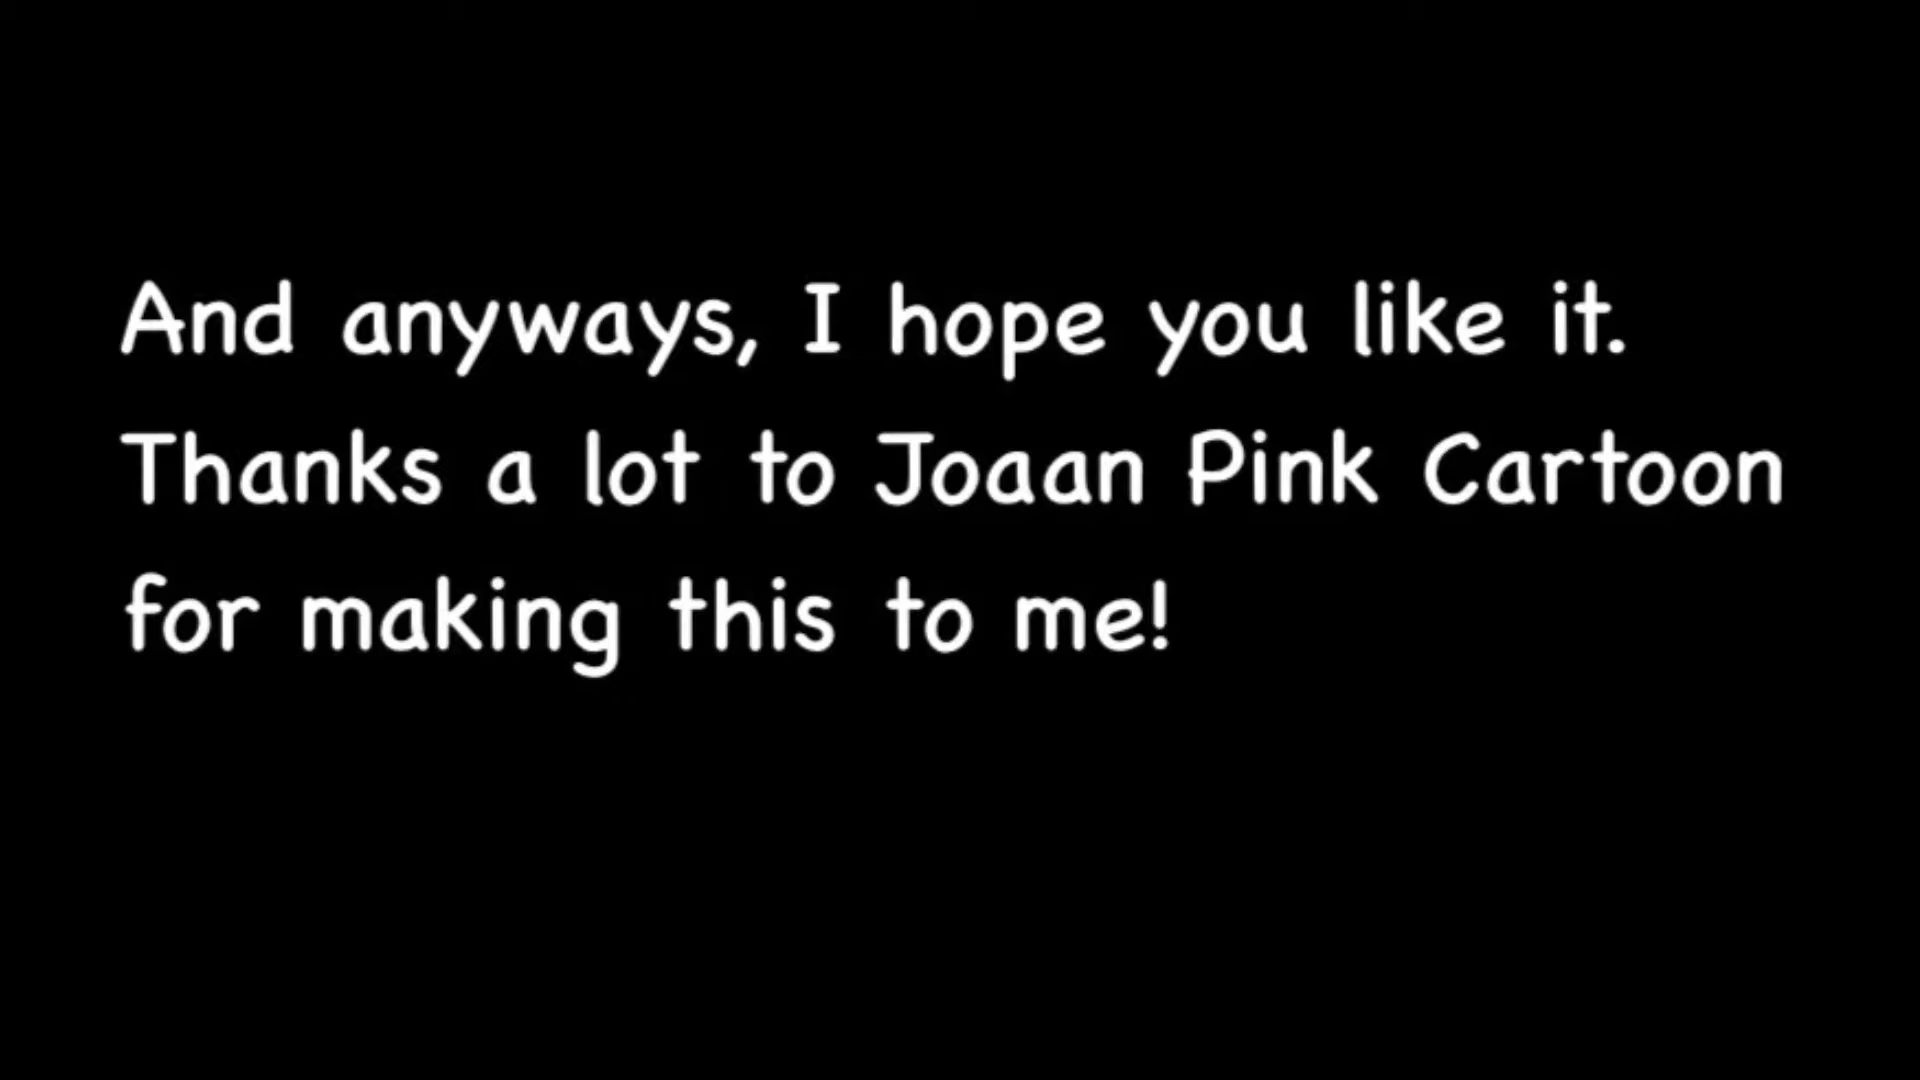 And anyways, I hope you like it.
Thanks a lot to Joaan Pink Cartoon
for making this to me!